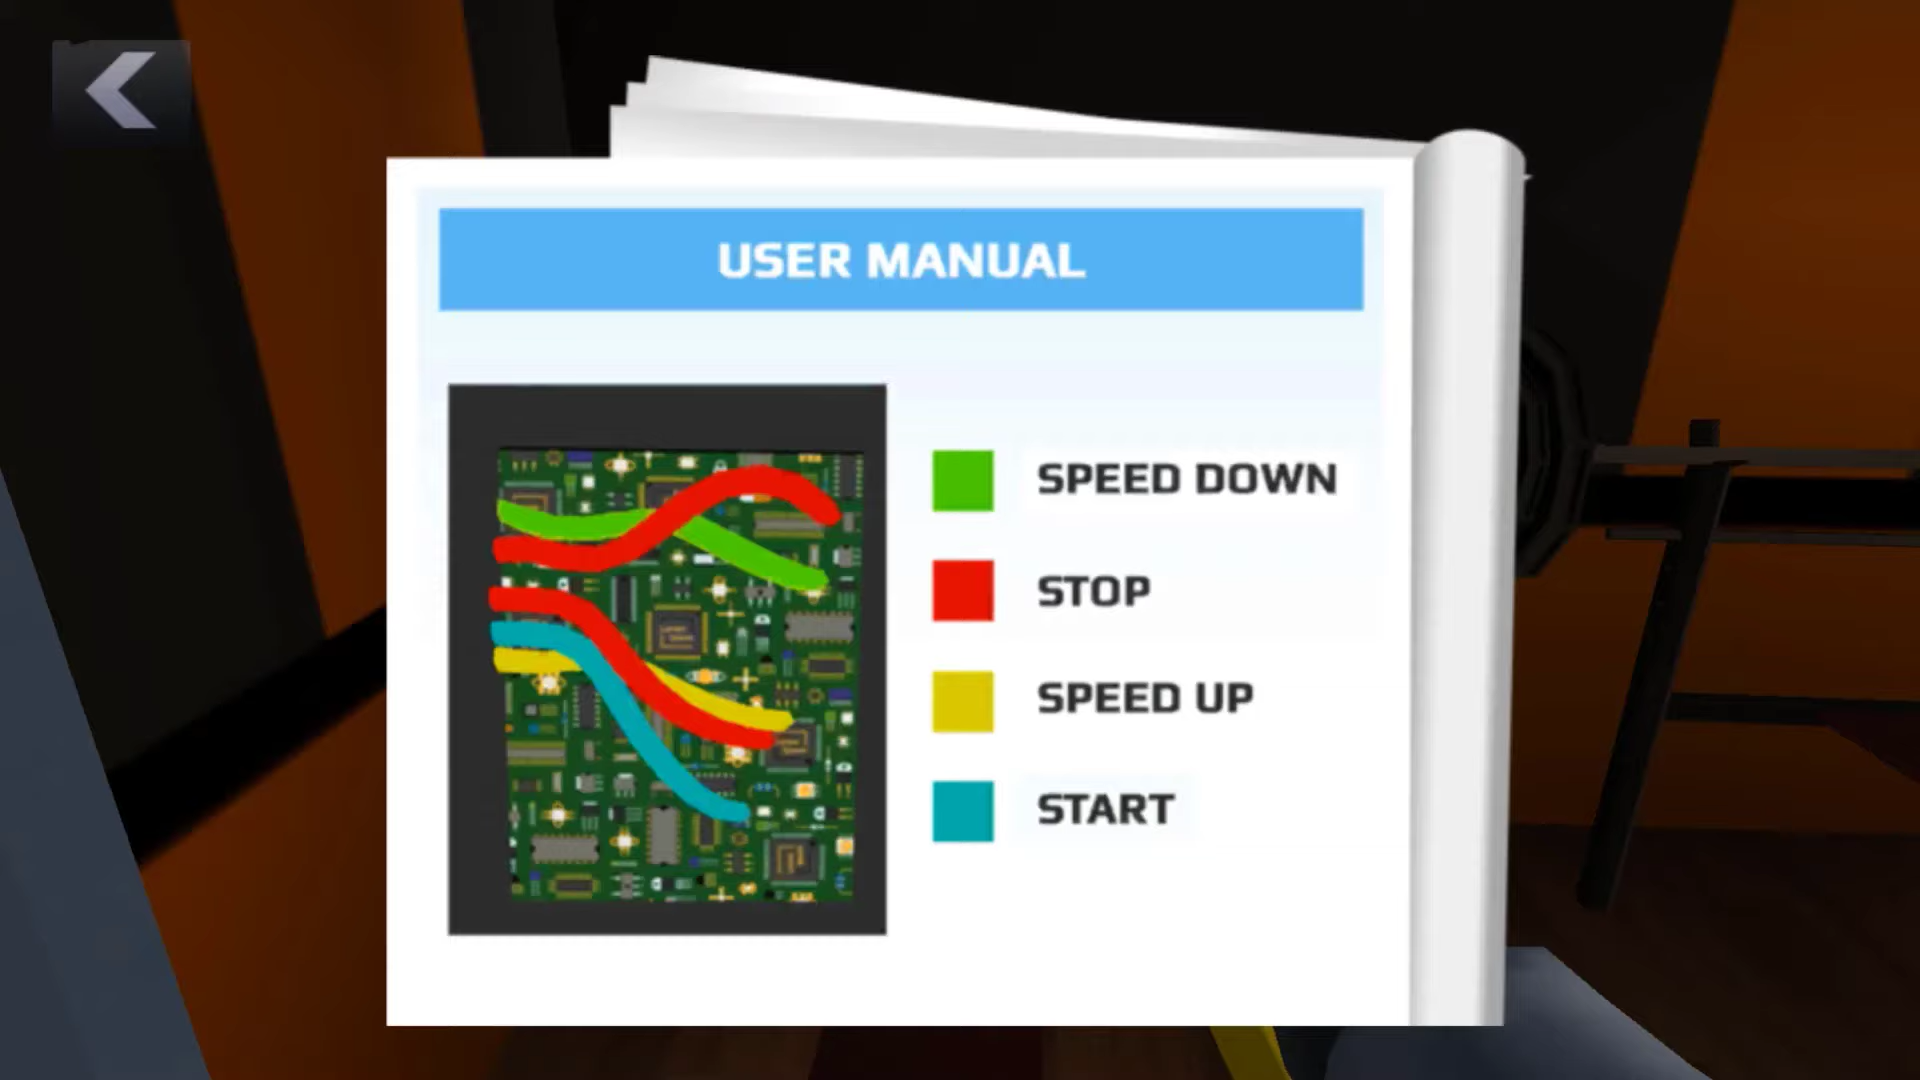 USER MANUAL
SPEED DOWN
STOP
SPEED UP
START